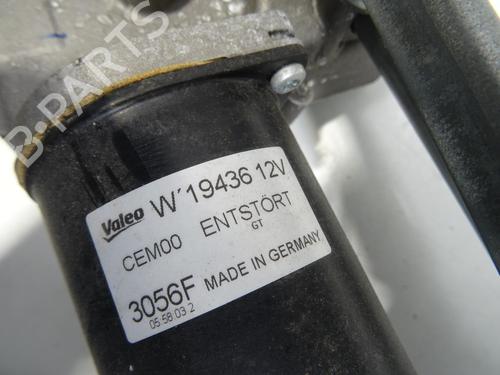 B-PARTS
Valeo W´19436 12V
CEM00 ENTSTÖRT
GT
3056F MADE IN GERMANY
05 58 03 2